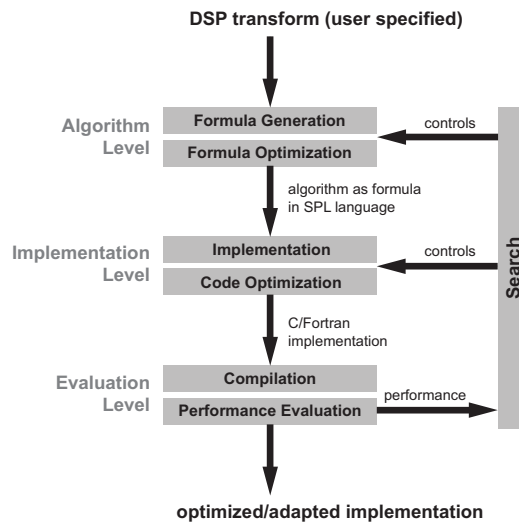 DSP transform (user specified)
Formula Generation
controls
Algorithm
Level
Formula Optimization
algorithm as formula
in SPL language
Implementation
controls
Implementation
Level
Code Optimization
Search
C/Fortran
implementation
Compilation
Evaluation
Level
performance
Performance Evaluation
optimized/adapted implementation